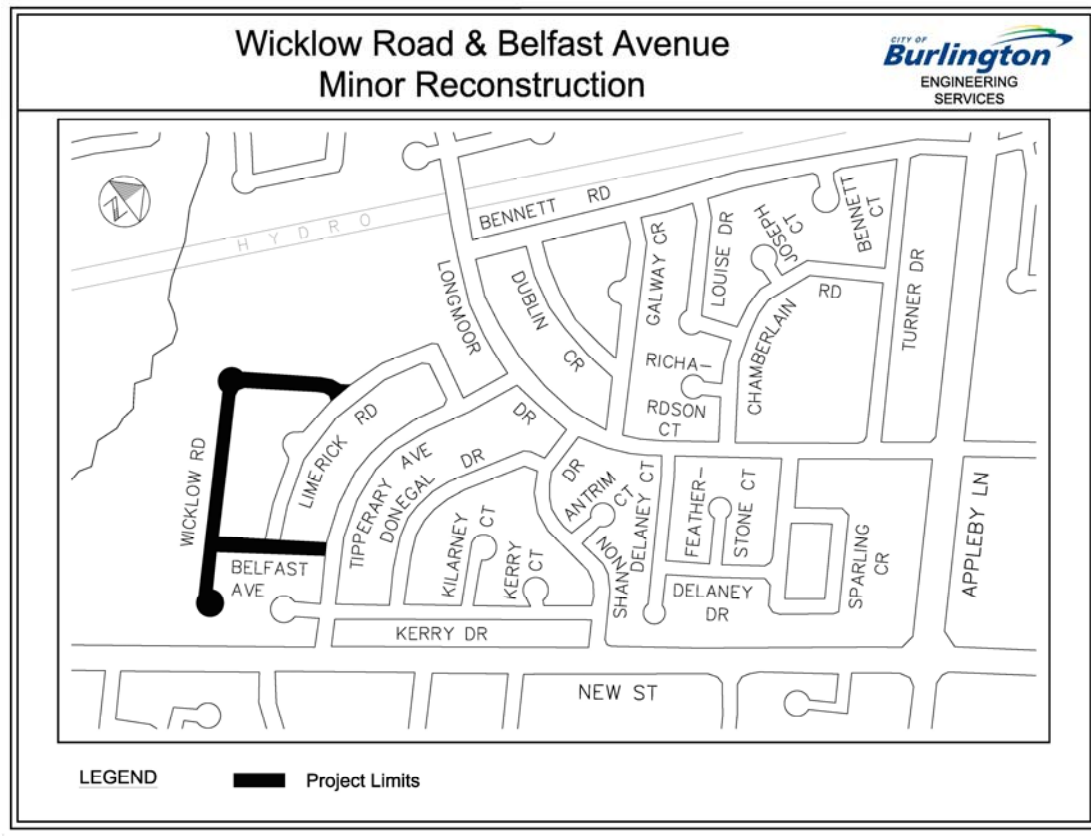 Wicklow Road & Belfast Avenue
Minor Reconstruction
CITY OF
Burlington
ENGINEERING
SERVICES
N
HYDRO
BENNETT RD
LONGMOOR
DR
DUBLIN
CR
GALWAY CR
LOUISE DR
JOSEPH
CT
BENNETT
CT
CHAMBERLAIN
RD
TURNER DR
RICHA-
RDSON
CT
WICKLOW RD
LIMERICK RD
TIPPERARY AVE
DONEGAL DR
KILARNEY
CT
KERRY
CT
ANTRIM
CT
SHANNON
DR
DELANEY CT
FEATHER-
STONE CT
DELANEY
DR
SPARLING
CR
APPLEBY LN
BELFAST
AVE
KERRY DR
NEW ST
LEGEND
Project Limits